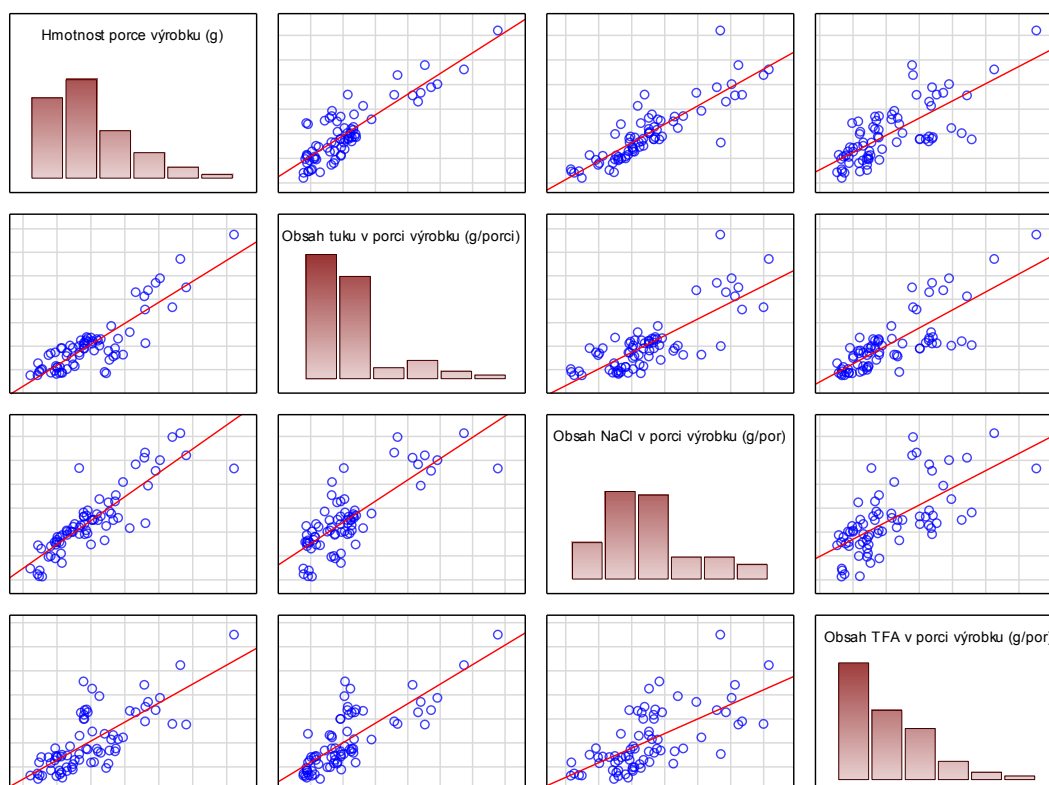 Hmotnost porce výrobku (g)
Obsah tuku v porci výrobku (g/porci)
Obsah NaCl v porci výrobku (g/por)
Obsah TFA v porci výrobku (g/por